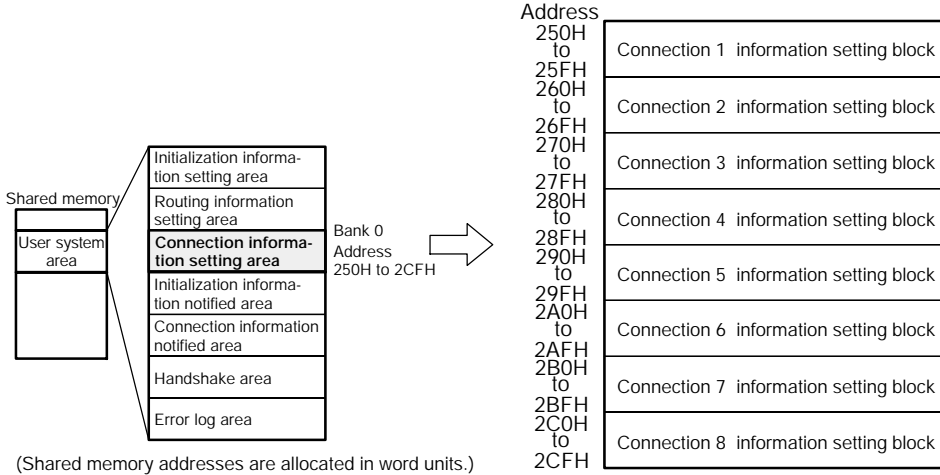 Shared memory
User system
area
Initialization informa-
tion setting area
Routing information
setting area
Connection informa-
tion setting area
Initialization informa-
tion notified area
Connection information
notified area
Handshake area
Error log area
Bank 0
Address
250H to 2CFH
(Shared memory addresses are allocated in word units.)
Address
250H
to
25FH
Connection 1 information setting block
260H
to
26FH
Connection 2 information setting block
270H
to
27FH
Connection 3 information setting block
280H
to
28FH
Connection 4 information setting block
290H
to
29FH
Connection 5 information setting block
2A0H
to
2AFH
Connection 6 information setting block
2B0H
to
2BFH
Connection 7 information setting block
2C0H
to
2CFH
Connection 8 information setting block